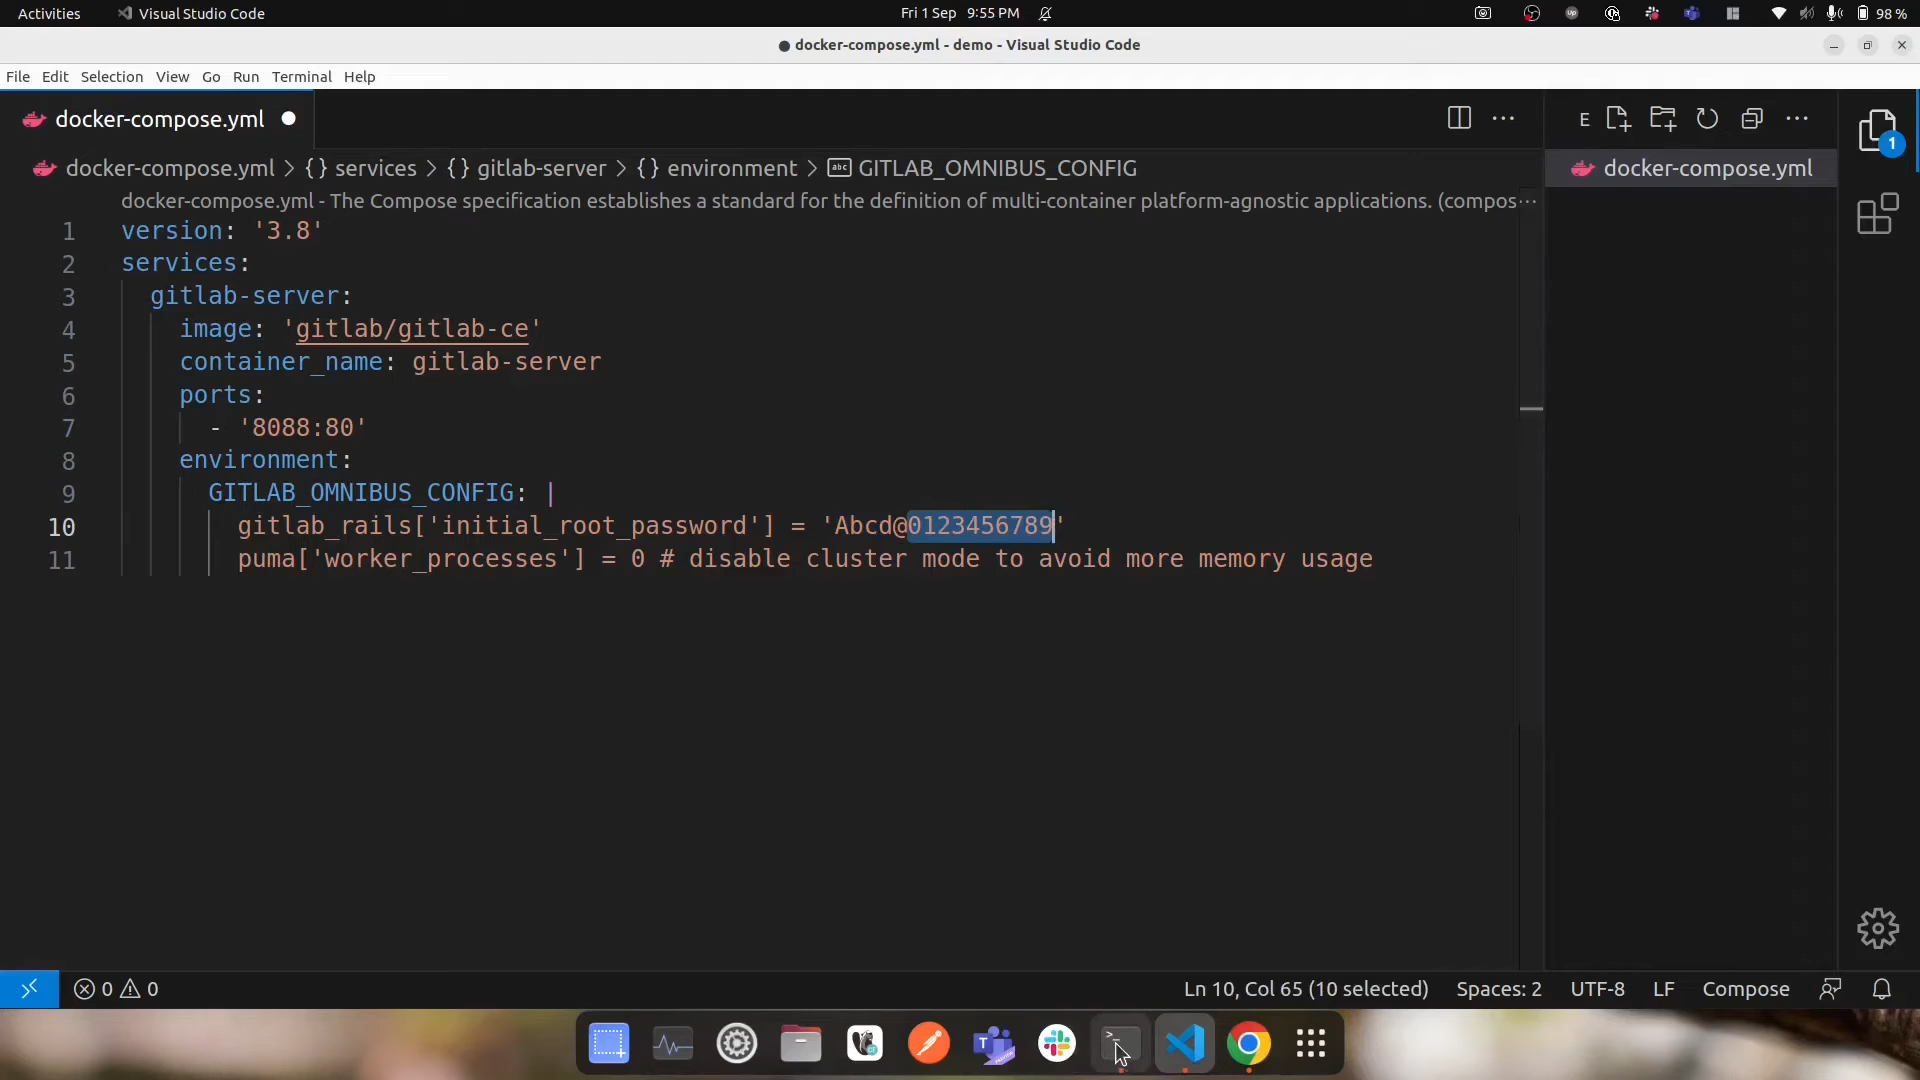 Activities Visual Studio Code Fri 1 Sep 9:55 PM Up 98 %
docker-compose.yml - demo - Visual Studio Code
File Edit Selection View Go Run Terminal Help
docker-compose.yml E
docker-compose.yml > {} services > {} gitlab-server > {} environment > abc GITLAB_OMNIBUS_CONFIG docker-compose.yml 1
docker-compose.yml - The Compose specification establishes a standard for the definition of multi-container platform-agnostic applications. (compos...
1 version: '3.8'
2 services:
3 gitlab-server:
4 image: 'gitlab/gitlab-ce'
5 container_name: gitlab-server
6 ports:
7 - '8088:80'
8 environment:
9 GITLAB_OMNIBUS_CONFIG: |
10 gitlab_rails['initial_root_password'] = 'Abcd@0123456789'
11 puma['worker_processes'] = 0 # disable cluster mode to avoid more memory usage
0 0 Ln 10, Col 65 (10 selected) Spaces: 2 UTF-8 LF Compose